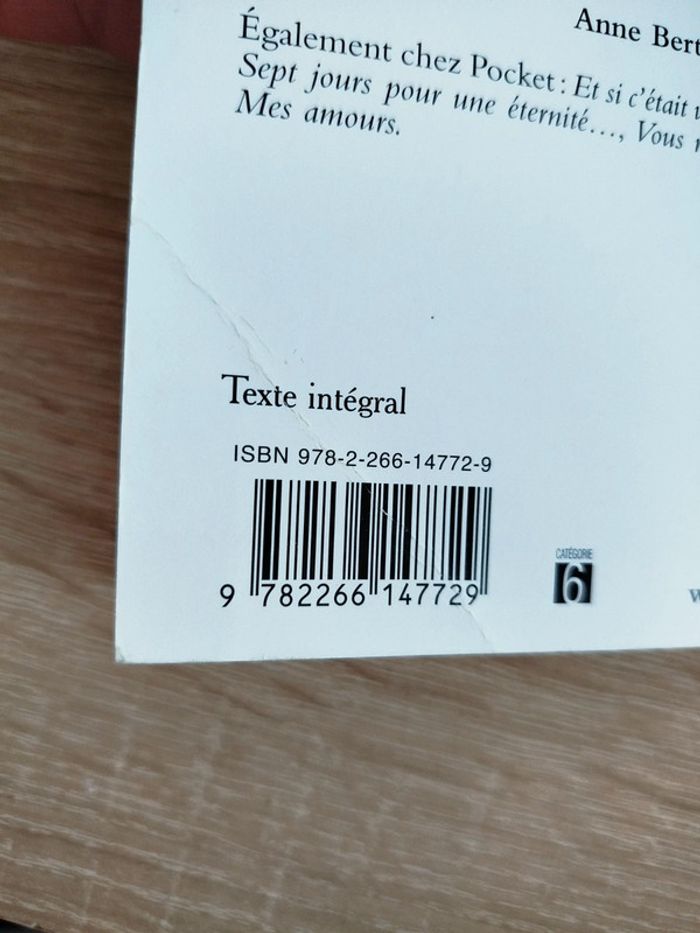 Anne Bert
Également chez Pocket : Et si c'était
Sept jours pour une éternité…, Vous
Mes amours.
Texte intégral
ISBN 978-2-266-14772-9
9 782266 147729
CATÉGORIE
6